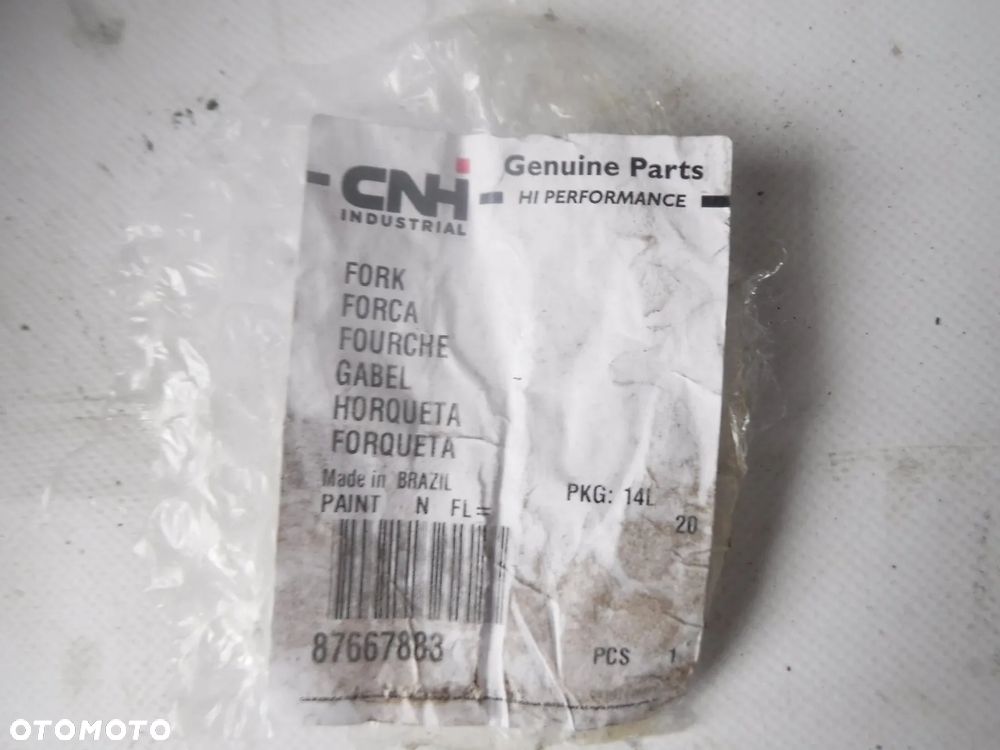 CNH
INDUSTRIAL
Genuine Parts
HI PERFORMANCE
FORK
FORCA
FOURCHE
GABEL
HORQUETA
FORQUETA
Made in BRAZIL
PAINT N FL=
PKG: 14L
20
87667883
PCS 1
OTOMOTO